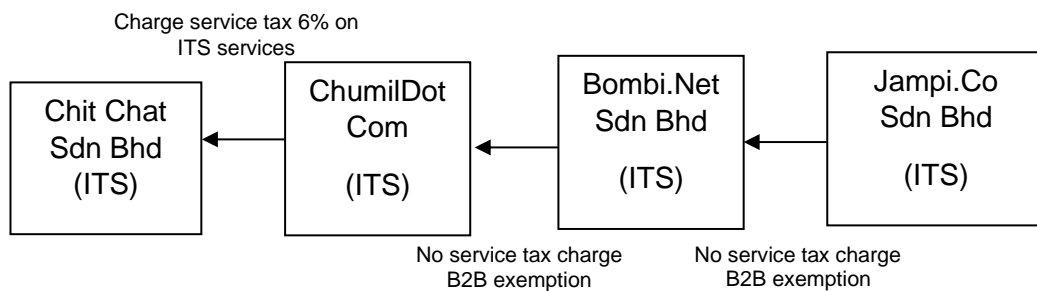 Charge service tax 6% on
ITS services
Chit Chat
Sdn Bhd
(ITS)
ChumilDot
Com
(ITS)
Bombi.Net
Sdn Bhd
(ITS)
Jampi.Co
Sdn Bhd
(ITS)
No service tax charge
B2B exemption
No service tax charge
B2B exemption